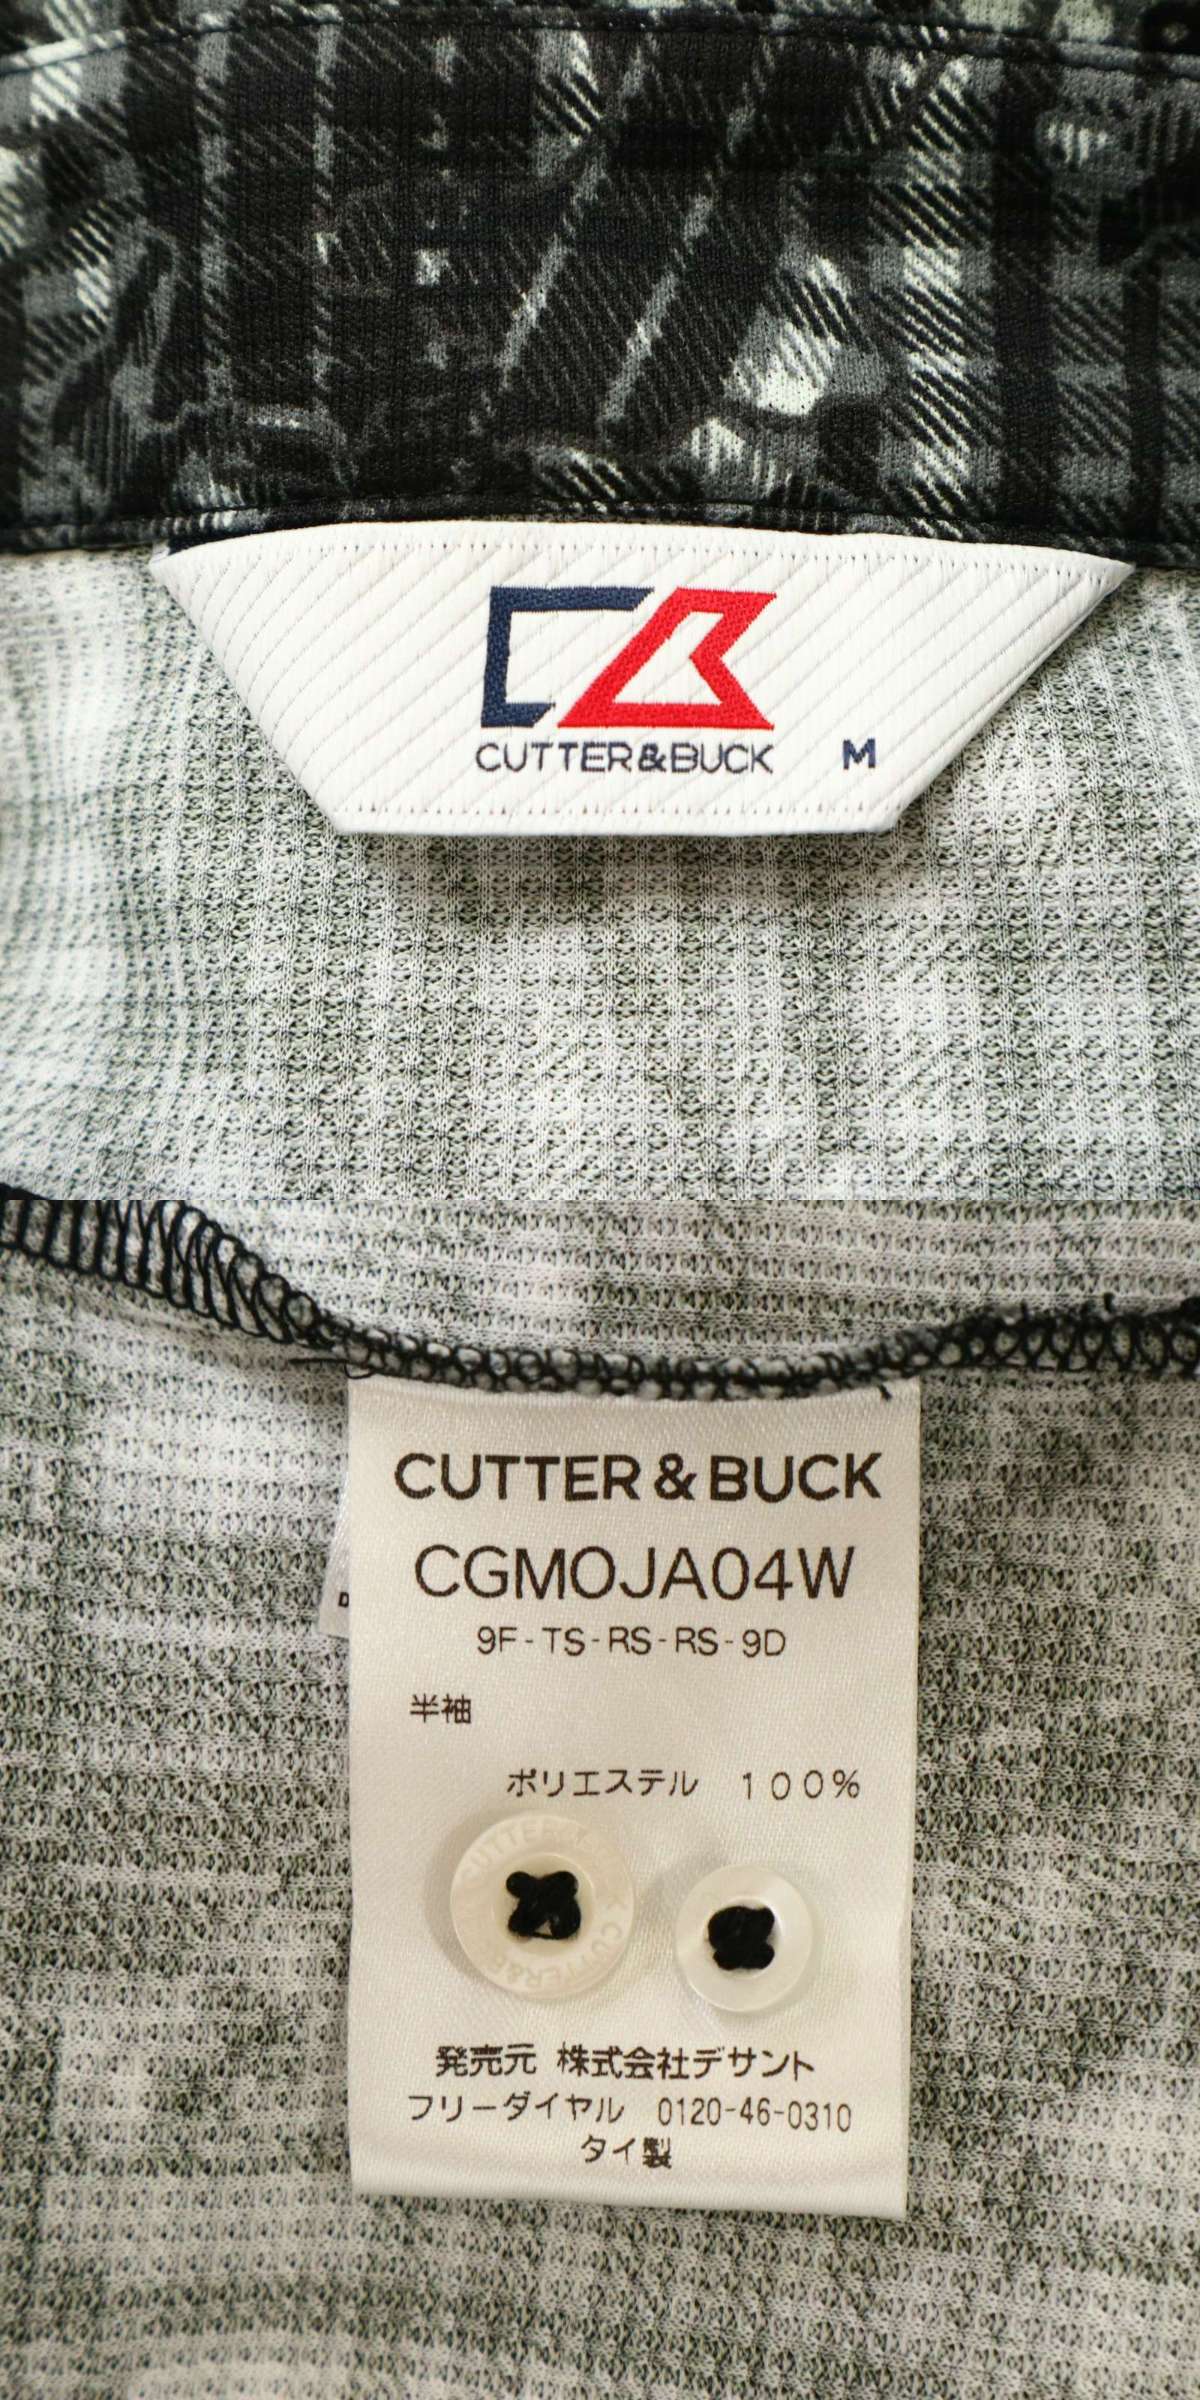 CUTTER&BUCK M
CUTTER & BUCK
CGMOJA04W
9F-TS-RS-RS-9D
半袖
ポリエステル 100%
発売元 株式会社デサント
フリーダイヤル 0120-46-0310
タイ製